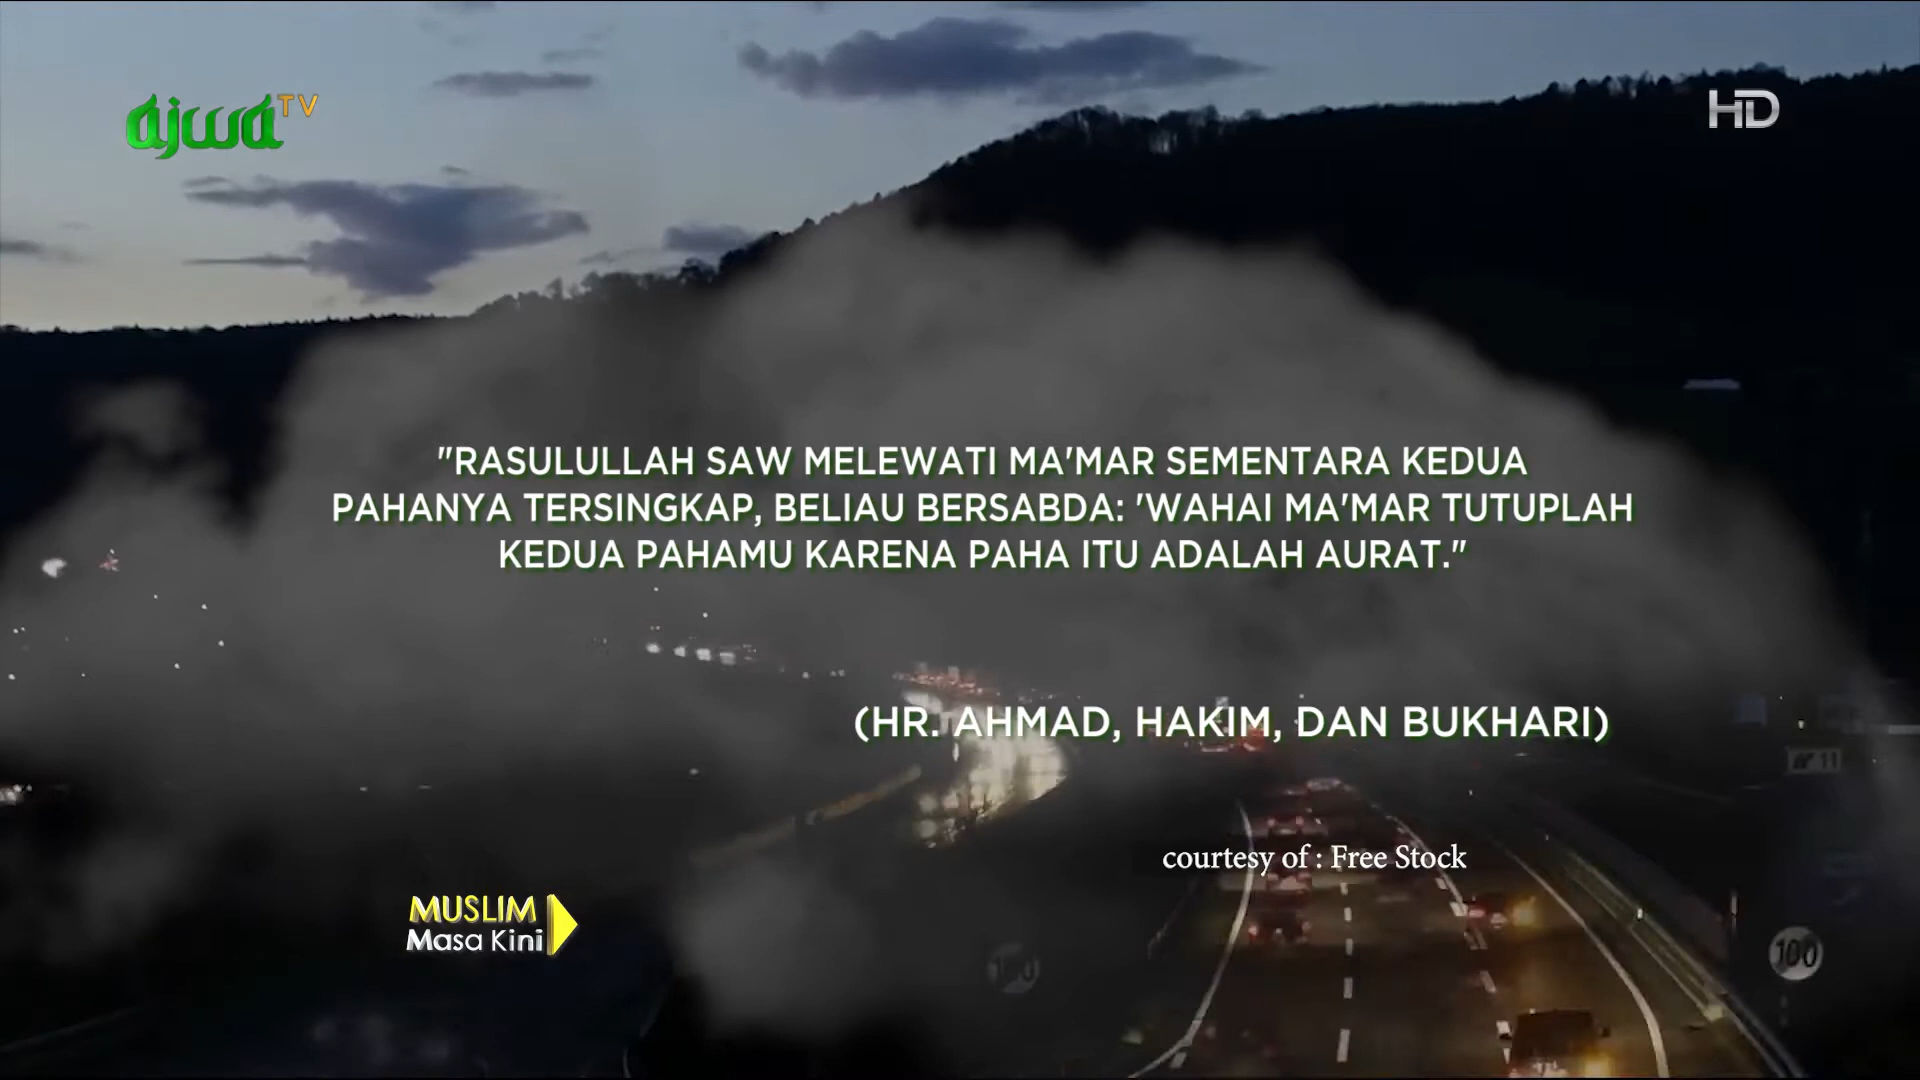 ajwa TV
HD
"RASULULLAH SAW MELEWATI MA'MAR SEMENTARA KEDUA
PAHANYA TERSINGKAP, BELIAU BERSABDA: 'WAHAI MA'MAR TUTUPLAH
KEDUA PAHAMU KARENA PAHA ITU ADALAH AURAT."
(HR. AHMAD, HAKIM, DAN BUKHARI)
11
courtesy of : Free Stock
MUSLIM
Masa Kini
100
100